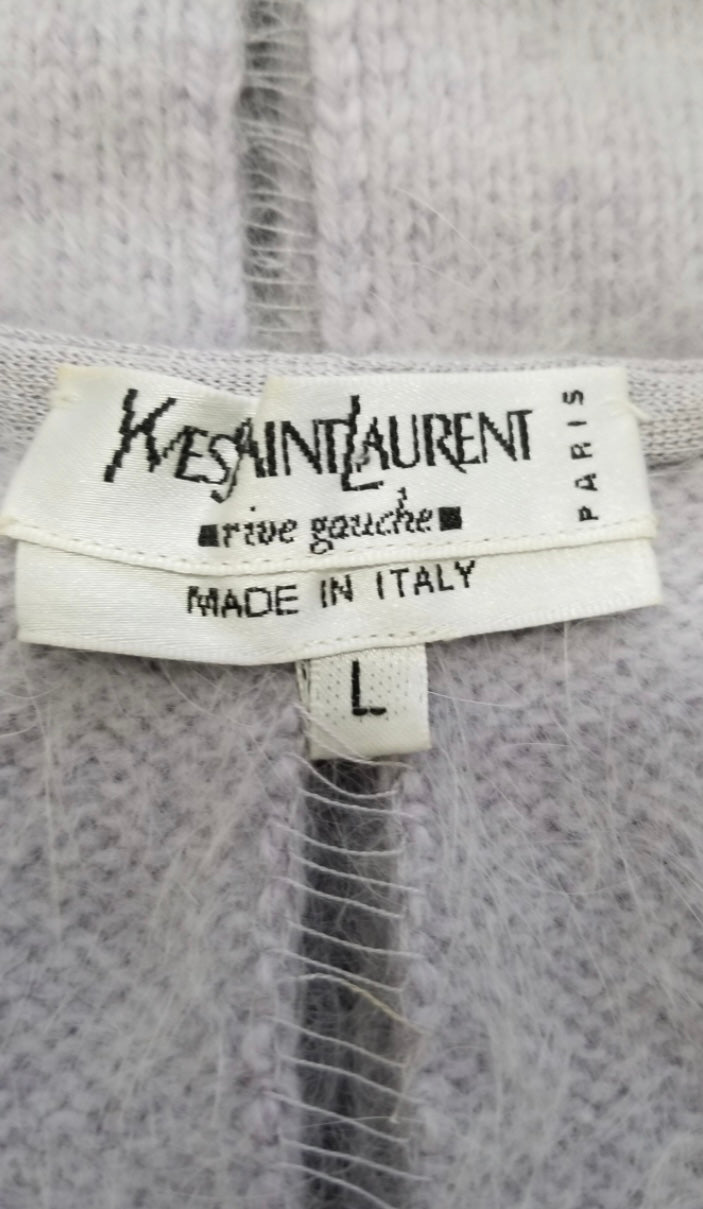 YVESSAINTLAURENT
rive gauche
PARIS
MADE IN ITALY
L